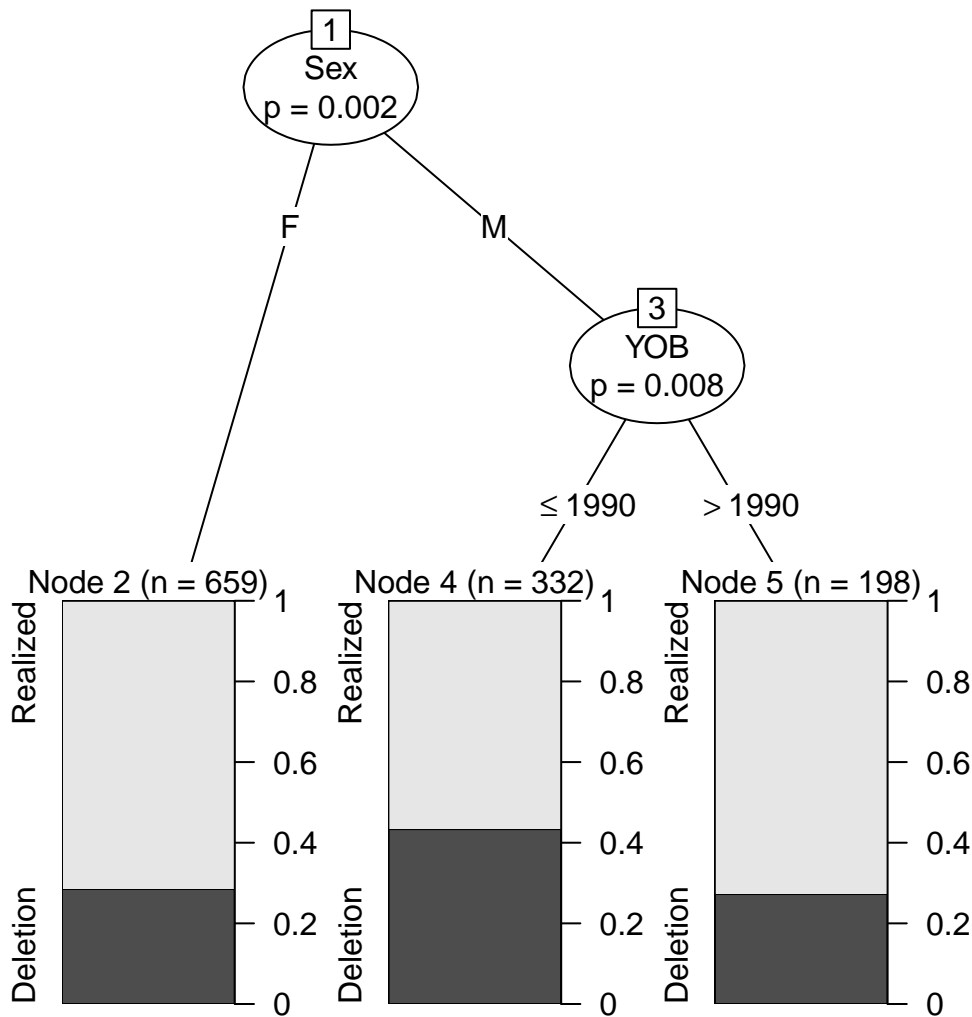 1
Sex
p = 0.002
F
M
3
YOB
p = 0.008
≤ 1990
> 1990
Node 2 (n = 659)
Realized
Deletion
1
0.8
0.6
0.4
0.2
0
Node 4 (n = 332)
Realized
Deletion
1
0.8
0.6
0.4
0.2
0
Node 5 (n = 198)
Realized
Deletion
1
0.8
0.6
0.4
0.2
0